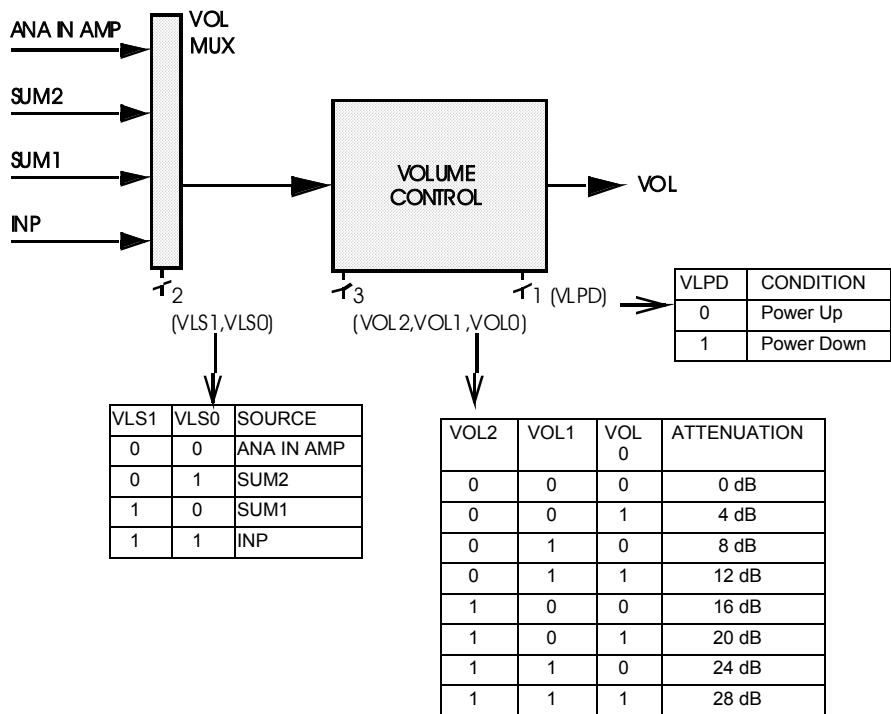 ANA IN AMP
VOL
MUX
SUM2
SUM1
INP
VOLUME
CONTROL
VOL
2
(VLS1,VLS0)
3
(VOL2,VOL1,VOL0)
1 (VLPD)
VLPD CONDITION
0 Power Up
1 Power Down
VLS1 VLS0 SOURCE
0 0 ANA IN AMP
0 1 SUM2
1 0 SUM1
1 1 INP
VOL2 VOL1 VOL ATTENUATION
0
0 0 0 0 dB
0 0 1 4 dB
0 1 0 8 dB
0 1 1 12 dB
1 0 0 16 dB
1 0 1 20 dB
1 1 0 24 dB
1 1 1 28 dB